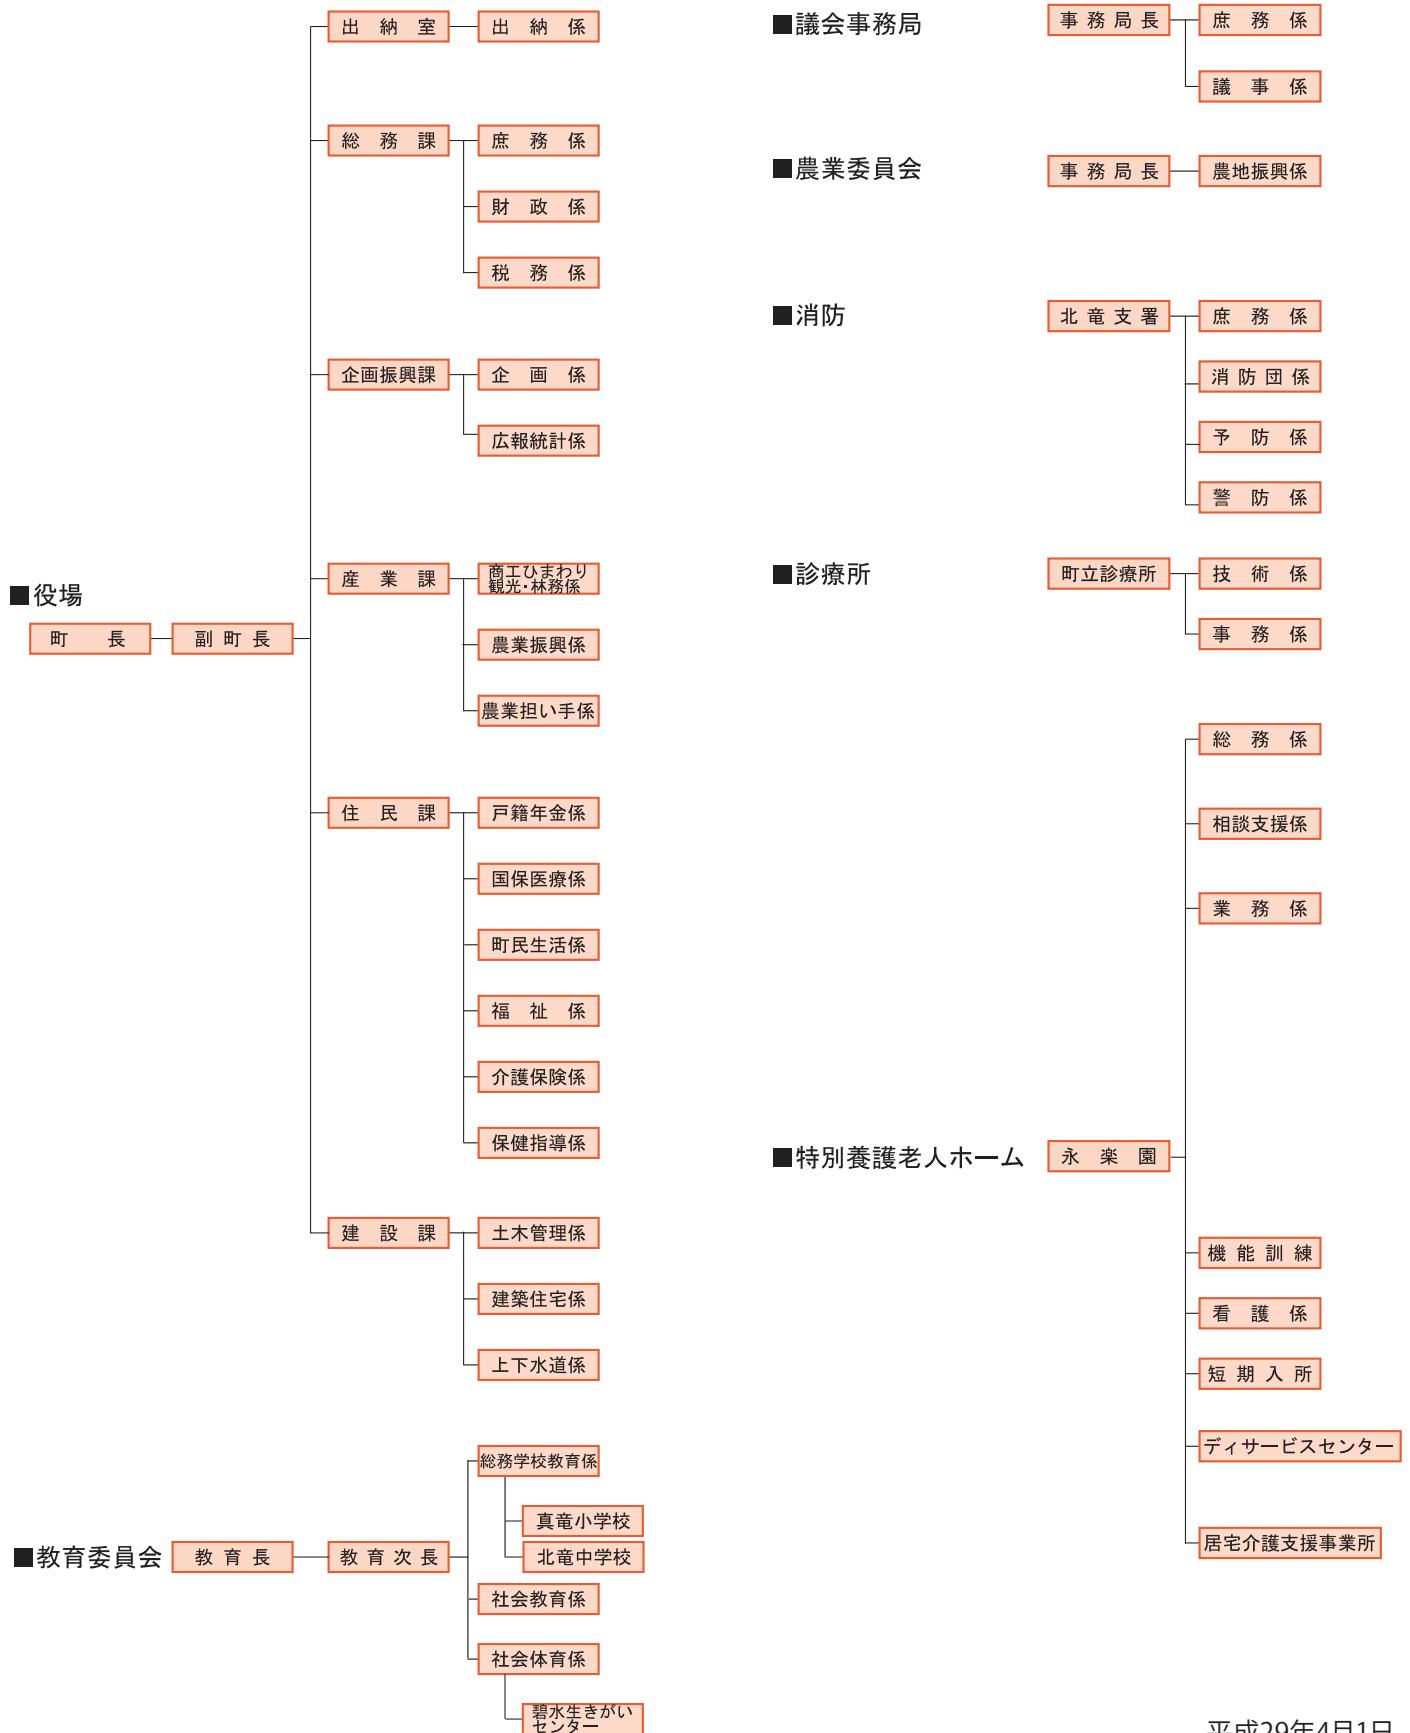 ■役場
町長
副町長
出納室
出納係
総務課
庶務係
財政係
税務係
企画振興課
企画係
広報統計係
産業課
商工ひまわり
観光・林務係
農業振興係
農業担い手係
住民課
戸籍年金係
国保医療係
町民生活係
福祉係
介護保険係
保健指導係
建設課
土木管理係
建築住宅係
上下水道係
■教育委員会
教育長
教育次長
総務学校教育係
真竜小学校
北竜中学校
社会教育係
社会体育係
碧水生きがい
センター
■議会事務局
事務局長
庶務係
議事係
■農業委員会
事務局長
農地振興係
■消防
北竜支署
庶務係
消防団係
予防係
警防係
■診療所
町立診療所
技術係
事務係
■特別養護老人ホーム
永楽園
総務係
相談支援係
業務係
機能訓練
看護係
短期入所
ディサービスセンター
居宅介護支援事業所
平成29年4月1日